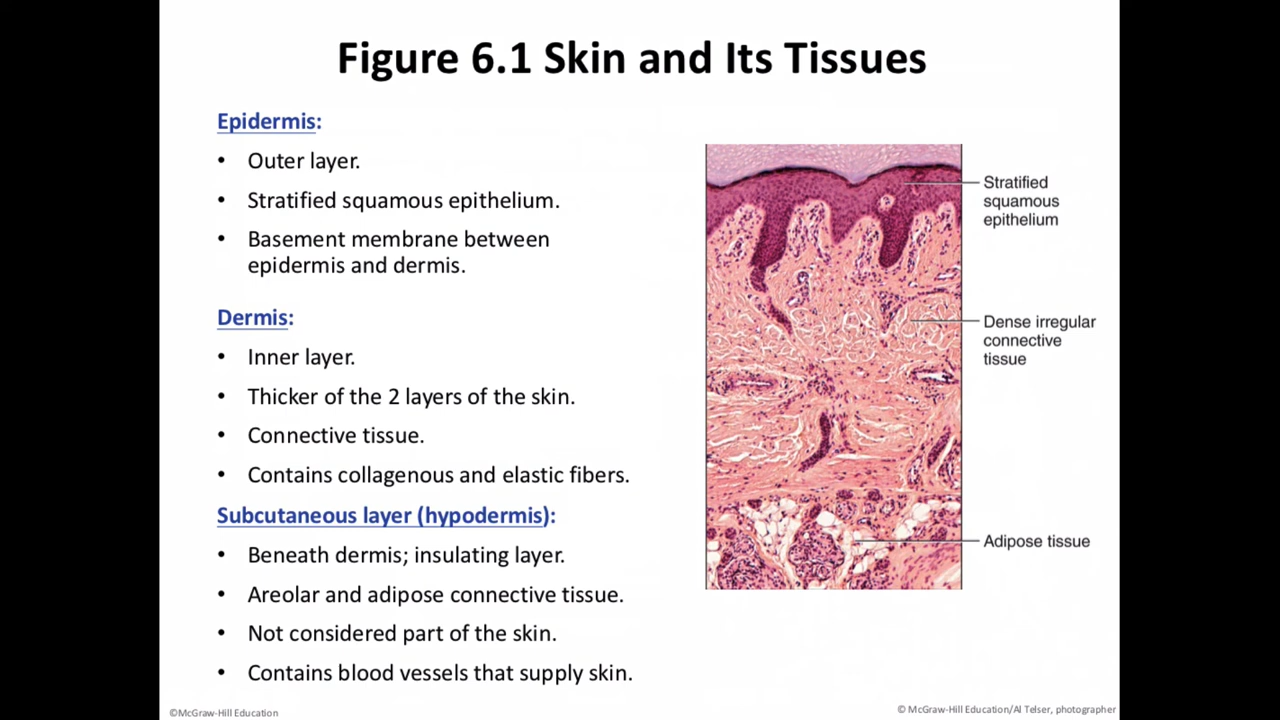 Figure 6.1 Skin and Its Tissues
Epidermis:
• Outer layer.
• Stratified squamous epithelium.
• Basement membrane between
epidermis and dermis.
Dermis:
• Inner layer.
• Thicker of the 2 layers of the skin.
• Connective tissue.
• Contains collagenous and elastic fibers.
Subcutaneous layer (hypodermis):
• Beneath dermis; insulating layer.
• Areolar and adipose connective tissue.
• Not considered part of the skin.
• Contains blood vessels that supply skin.
Stratified
squamous
epithelium
Dense irregular
connective
tissue
Adipose tissue
©McGraw-Hill Education
© McGraw-Hill Education/Al Telser, photographer